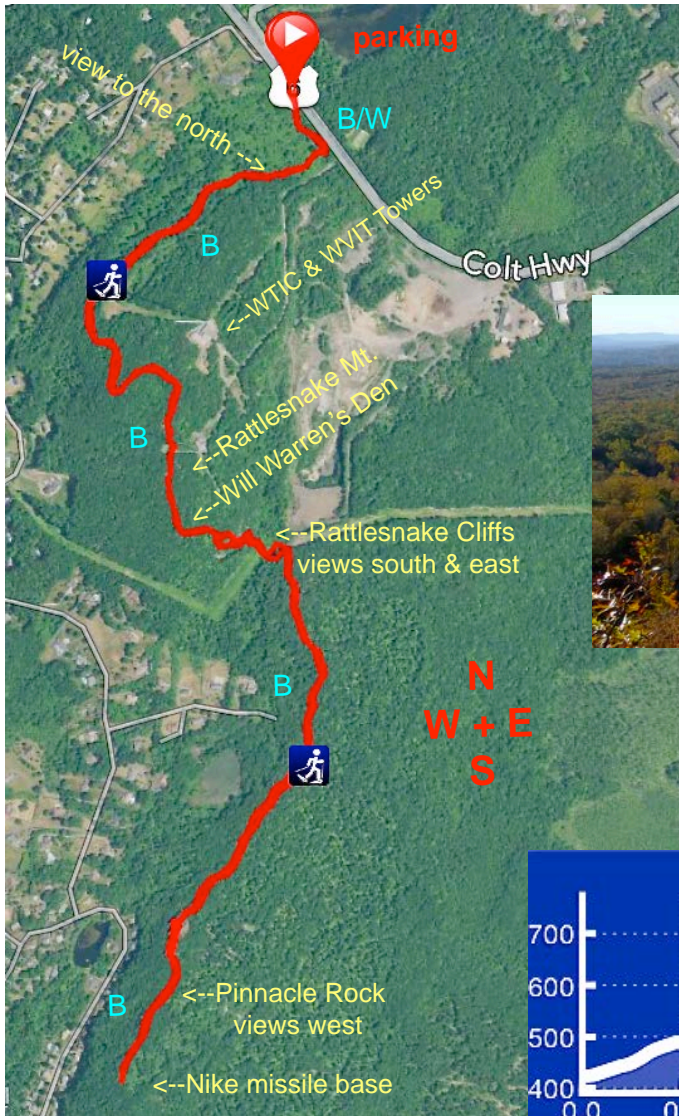 parking
6
view to the north -->
B/W
B
<--WTIC & WVIT Towers
Colt Hwy
<--Rattlesnake Mt.
B
<--Will Warren's Den
<--Rattlesnake Cliffs
views south & east
B
N
W + E
S
<--Pinnacle Rock
views west
B
<--Nike missile base
700
600
500
400
0.0